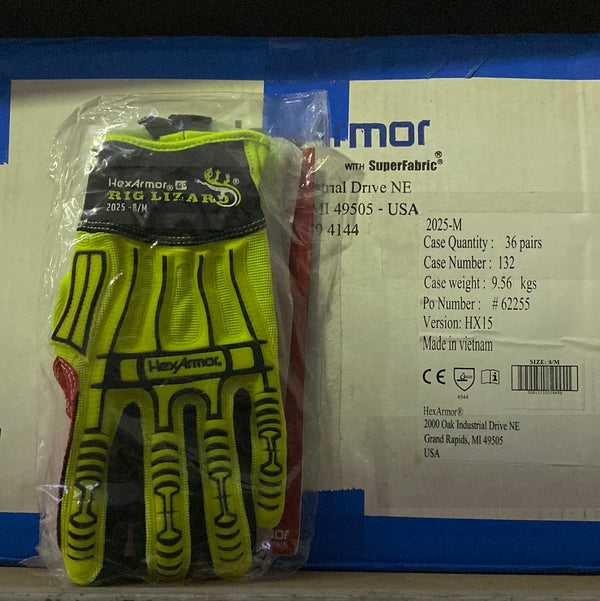 HexArmor®
RIG LIZARD
2025 - 8/M
HexArmor®
rmor
WITH SuperFabric®
strial Drive NE
MI 49505 - USA
4144
2025-M
Case Quantity : 36 pairs
Case Number : 132
Case weight : 9.56 kgs
Po Number : # 62255
Version: HX15
Made in vietnam
CE
4544
SIZE: 8/M
HexArmor®
2000 Oak Industrial Drive NE
Grand Rapids, MI 49505
USA